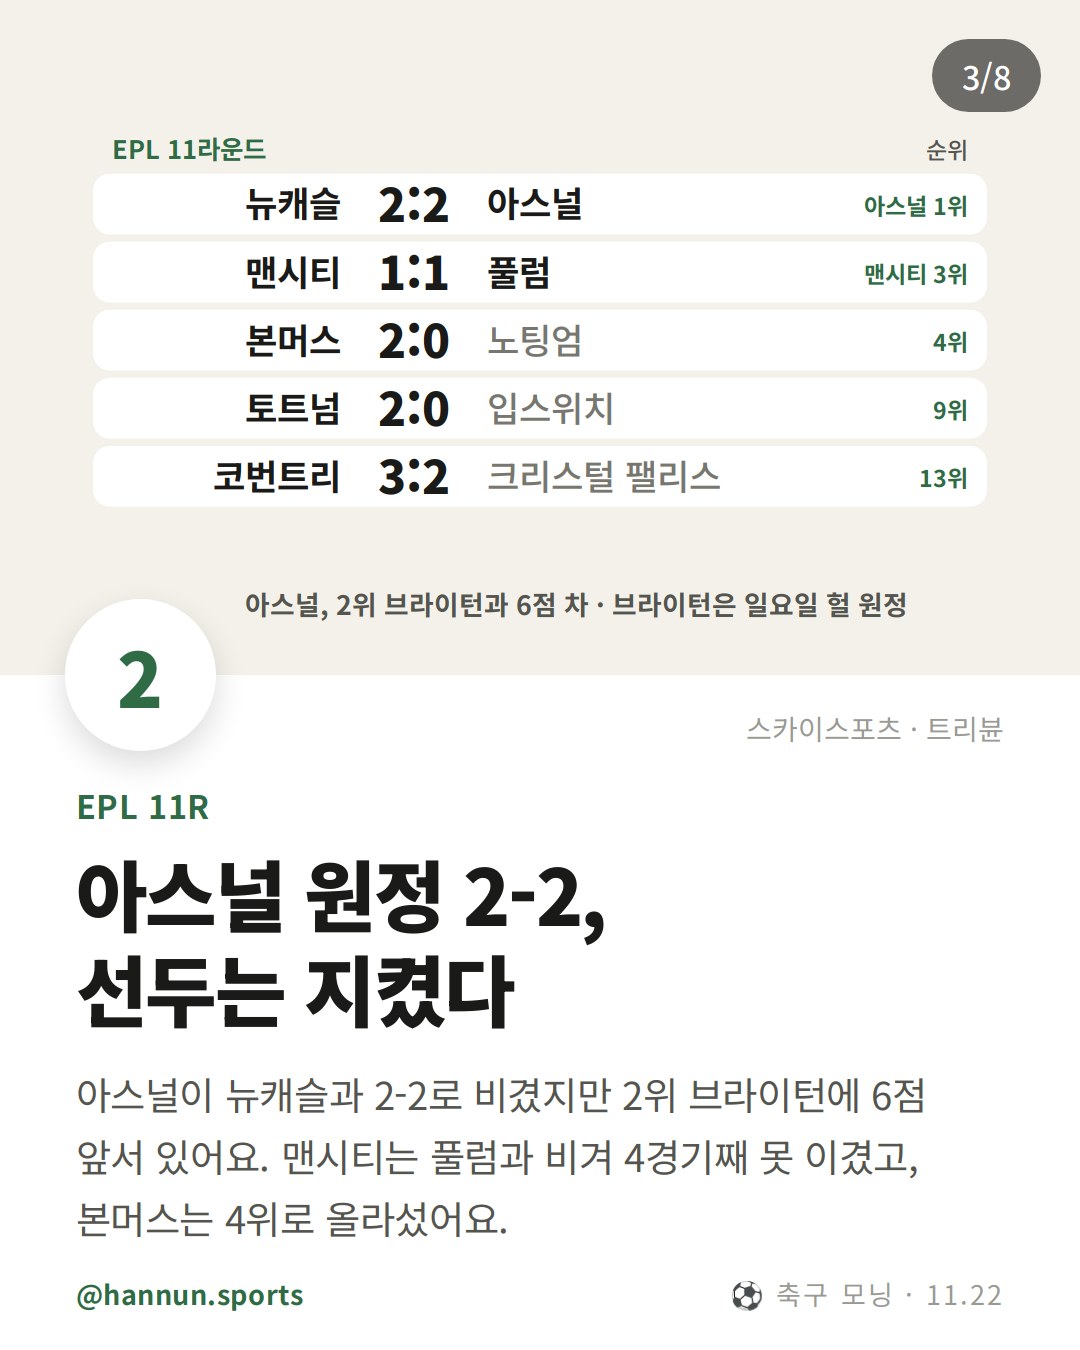 3/8
EPL 11라운드 순위
뉴캐슬 2:2 아스널 아스널 1위
맨시티 1:1 풀럼 맨시티 3위
본머스 2:0 노팅엄 4위
토트넘 2:0 입스위치 9위
코번트리 3:2 크리스털 팰리스 13위
아스널, 2위 브라이턴과 6점 차 · 브라이턴은 일요일 헐 원정
2
스카이스포츠 · 트리뷴
EPL 11R
아스널 원정 2-2,
선두는 지켰다
아스널이 뉴캐슬과 2-2로 비겼지만 2위 브라이턴에 6점
앞서 있어요. 맨시티는 풀럼과 비겨 4경기째 못 이겼고,
본머스는 4위로 올라섰어요.
@hannun.sports ⚽ 축구 모닝 · 11.22